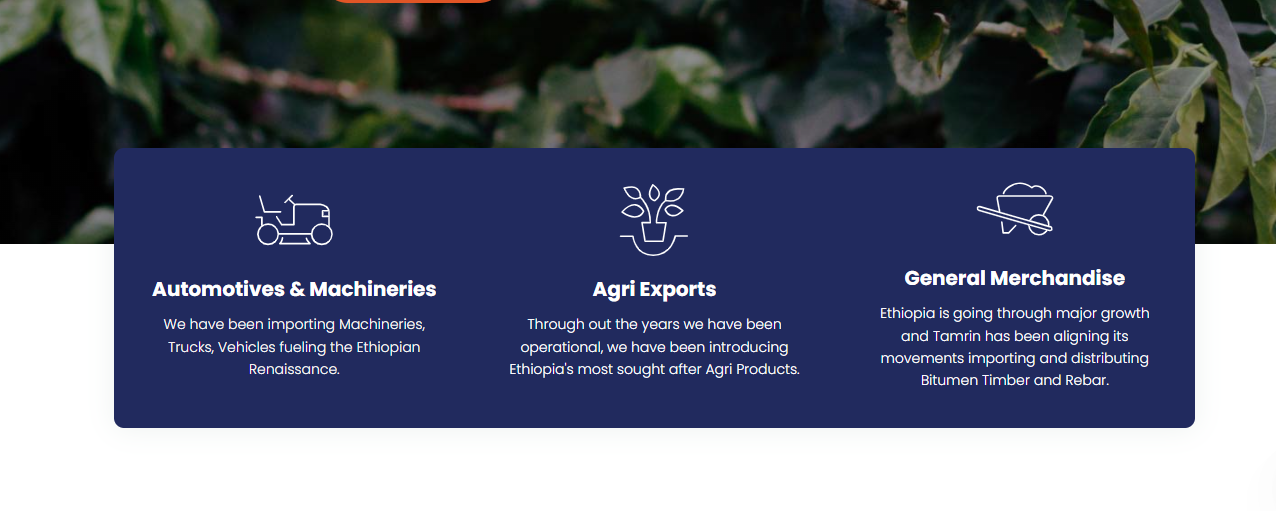 Automotives & Machineries
We have been importing Machineries,
Trucks, Vehicles fueling the Ethiopian
Renaissance.
Agri Exports
Through out the years we have been
operational, we have been introducing
Ethiopia's most sought after Agri Products.
General Merchandise
Ethiopia is going through major growth
and Tamrin has been aligning its
movements importing and distributing
Bitumen Timber and Rebar.